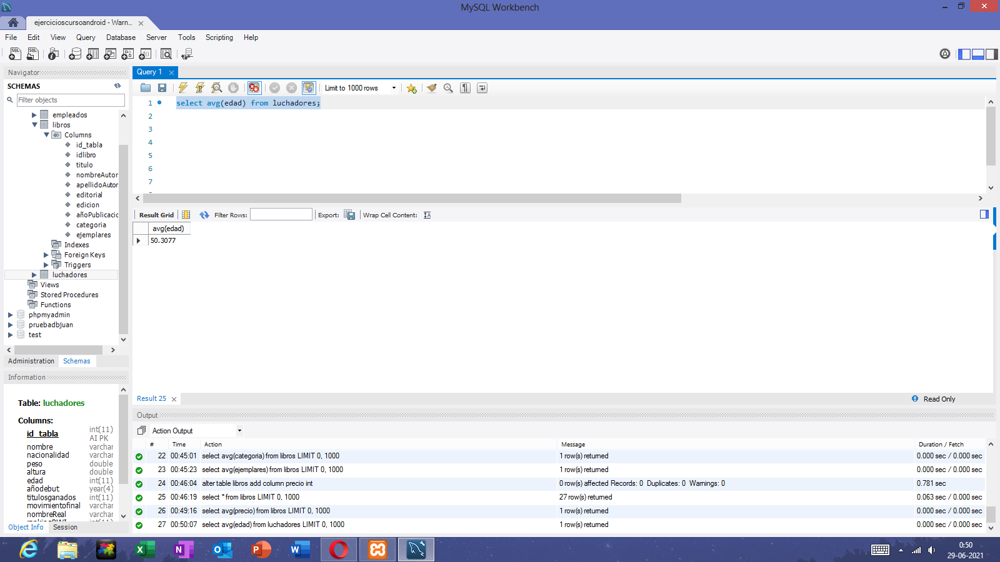 MySQL Workbench
ejercicioscursoandroid - Warn...
File Edit View Query Database Server Tools Scripting Help
Navigator
SCHEMAS
Filter objects
empleados
libros
Columns
id_tabla
idlibro
titulo
nombreAutor
apellidoAutor
editorial
edicion
añoPublicacic
categoria
ejemplares
Indexes
Foreign Keys
Triggers
luchadores
Views
Stored Procedures
Functions
phpmyadmin
pruebadbjuan
test
Administration Schemas
Information
Table: luchadores
Columns:
id_tabla int(11)
AI PK
nombre varchar
nacionalidad varchar
peso double
altura double
edad int(11)
añodebut year(4)
titulosganados int(11)
movimientofinal varchar
nombreReal varchar
Object Info Session
Query 1
Limit to 1000 rows
1 select avg(edad) from luchadores;
2
3
4
5
6
7
Result Grid Filter Rows: Export: Wrap Cell Content:
avg(edad)
50.3077
Result 25
Read Only
Output
Action Output
# Time Action Message Duration / Fetch
22 00:45:01 select avg(categoria) from libros LIMIT 0, 1000 1 row(s) returned 0.000 sec / 0.000 sec
23 00:45:23 select avg(ejemplares) from libros LIMIT 0, 1000 1 row(s) returned 0.000 sec / 0.000 sec
24 00:46:04 alter table libros add column precio int 0 row(s) affected Records: 0 Duplicates: 0 Warnings: 0 0.781 sec
25 00:46:19 select * from libros LIMIT 0, 1000 27 row(s) returned 0.063 sec / 0.000 sec
26 00:49:16 select avg(precio) from libros LIMIT 0, 1000 1 row(s) returned 0.000 sec / 0.000 sec
27 00:50:07 select avg(edad) from luchadores LIMIT 0, 1000 1 row(s) returned 0.000 sec / 0.000 sec
0:50
29-06-2021